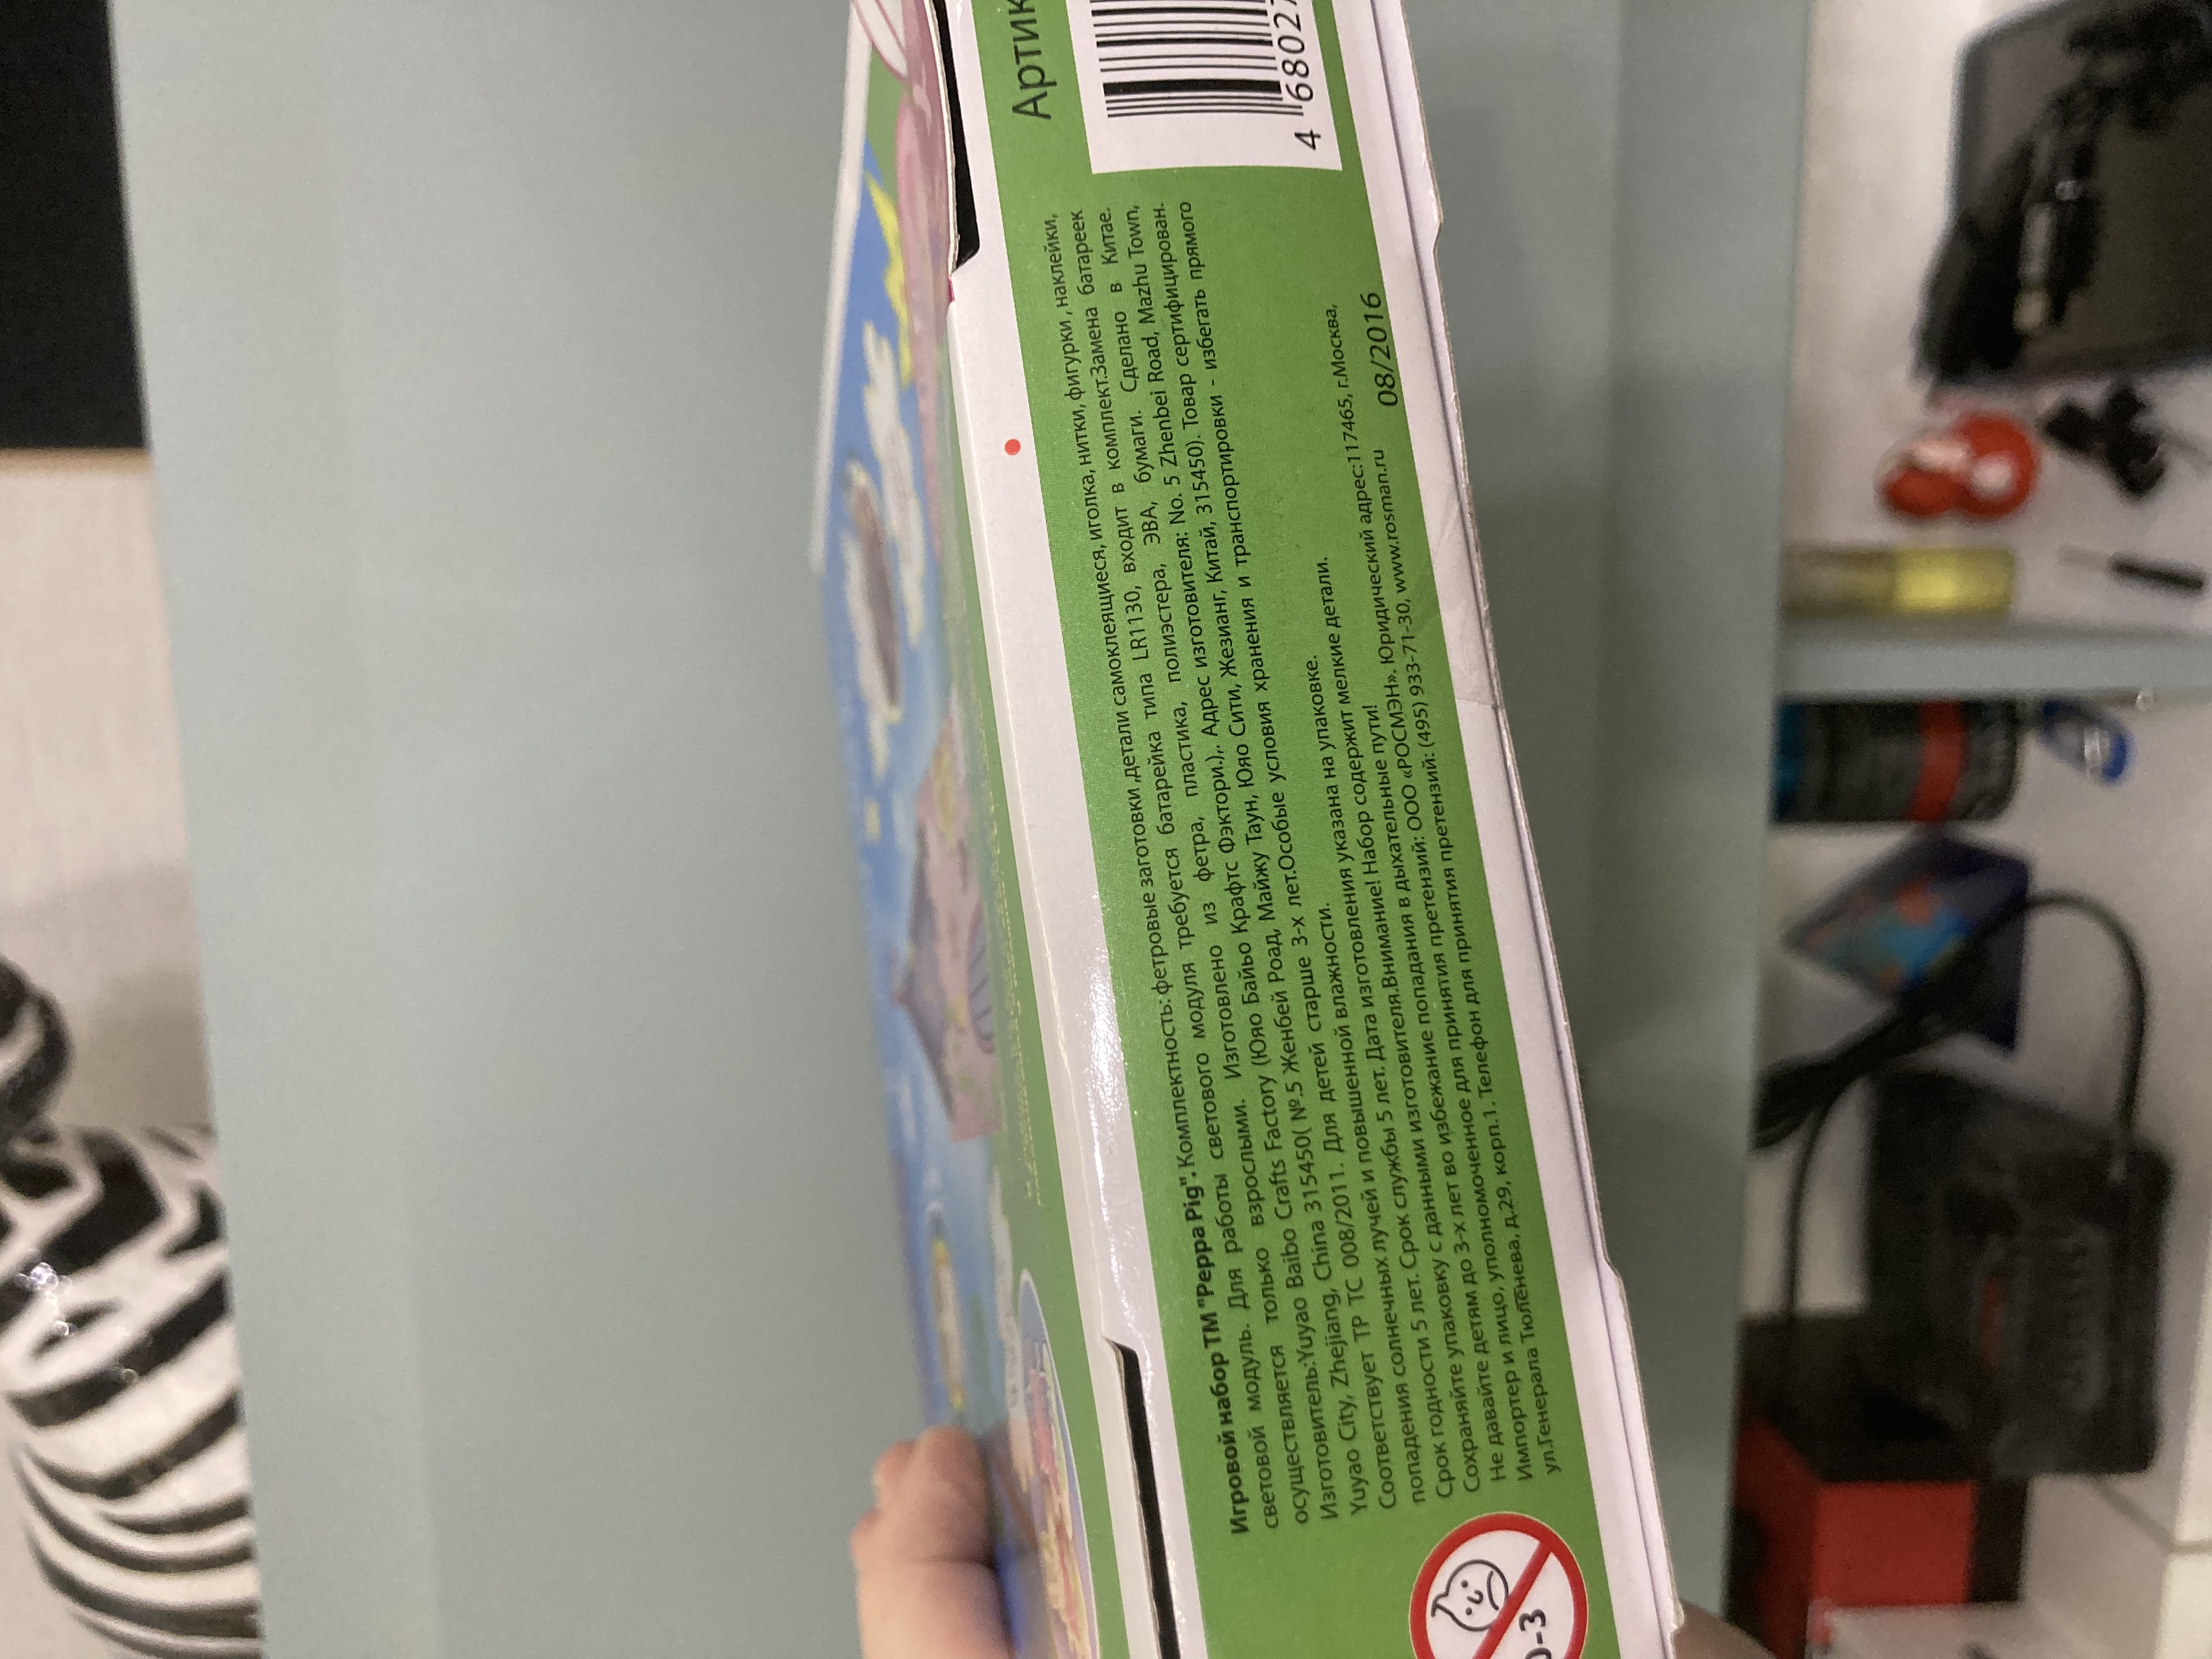 Игровой набор ТМ "Peppa Pig". Комплектность: фетровые заготовки ,детали самоклеящиеся, иголка, нитки, фигурки, наклейки,
световой модуль. Для работы светового модуля требуется батарейка типа LR1130, входит в комплект.Замена батареек
осуществляется только взрослыми. Изготовлено из фетра, пластика, полиэстера, ЭВА, бумаги. Сделано в Китае.
Изготовитель:Yuyao Baibo Crafts Factory (Юяо Байьо Крафтс Фэктори.),. Адрес изготовителя: No. 5 Zhenbei Road, Mazhu Town,
Yuyao City, Zhejiang, China 315450( №.5 Женбей Роад, Майжу Таун, Юяо Сити, Жезианг, Китай, 315450). Товар сертифицирован.
Соответствует ТР ТС 008/2011. Для детей старше 3-х лет.Особые условия хранения и транспортировки - избегать прямого
попадения солнечных лучей и повышенной влажности.
Срок годности 5 лет. Срок службы 5 лет. Дата изготовления указана на упаковке.
Сохраняйте упаковку с данными изготовителя.Внимание! Набор содержит мелкие детали.
Не давайте детям до 3-х лет во избежание попадания в дыхательные пути!
Импортер и лицо, уполномоченное для принятия претензий: ООО «РОСМЭН». Юридический адрес:117465, г.Москва,
ул.Генерала Тюленева, д.29, корп.1. Телефон для принятия претензий: (495) 933-71-30, www.rosman.ru
08/2016
0-3
4 68027